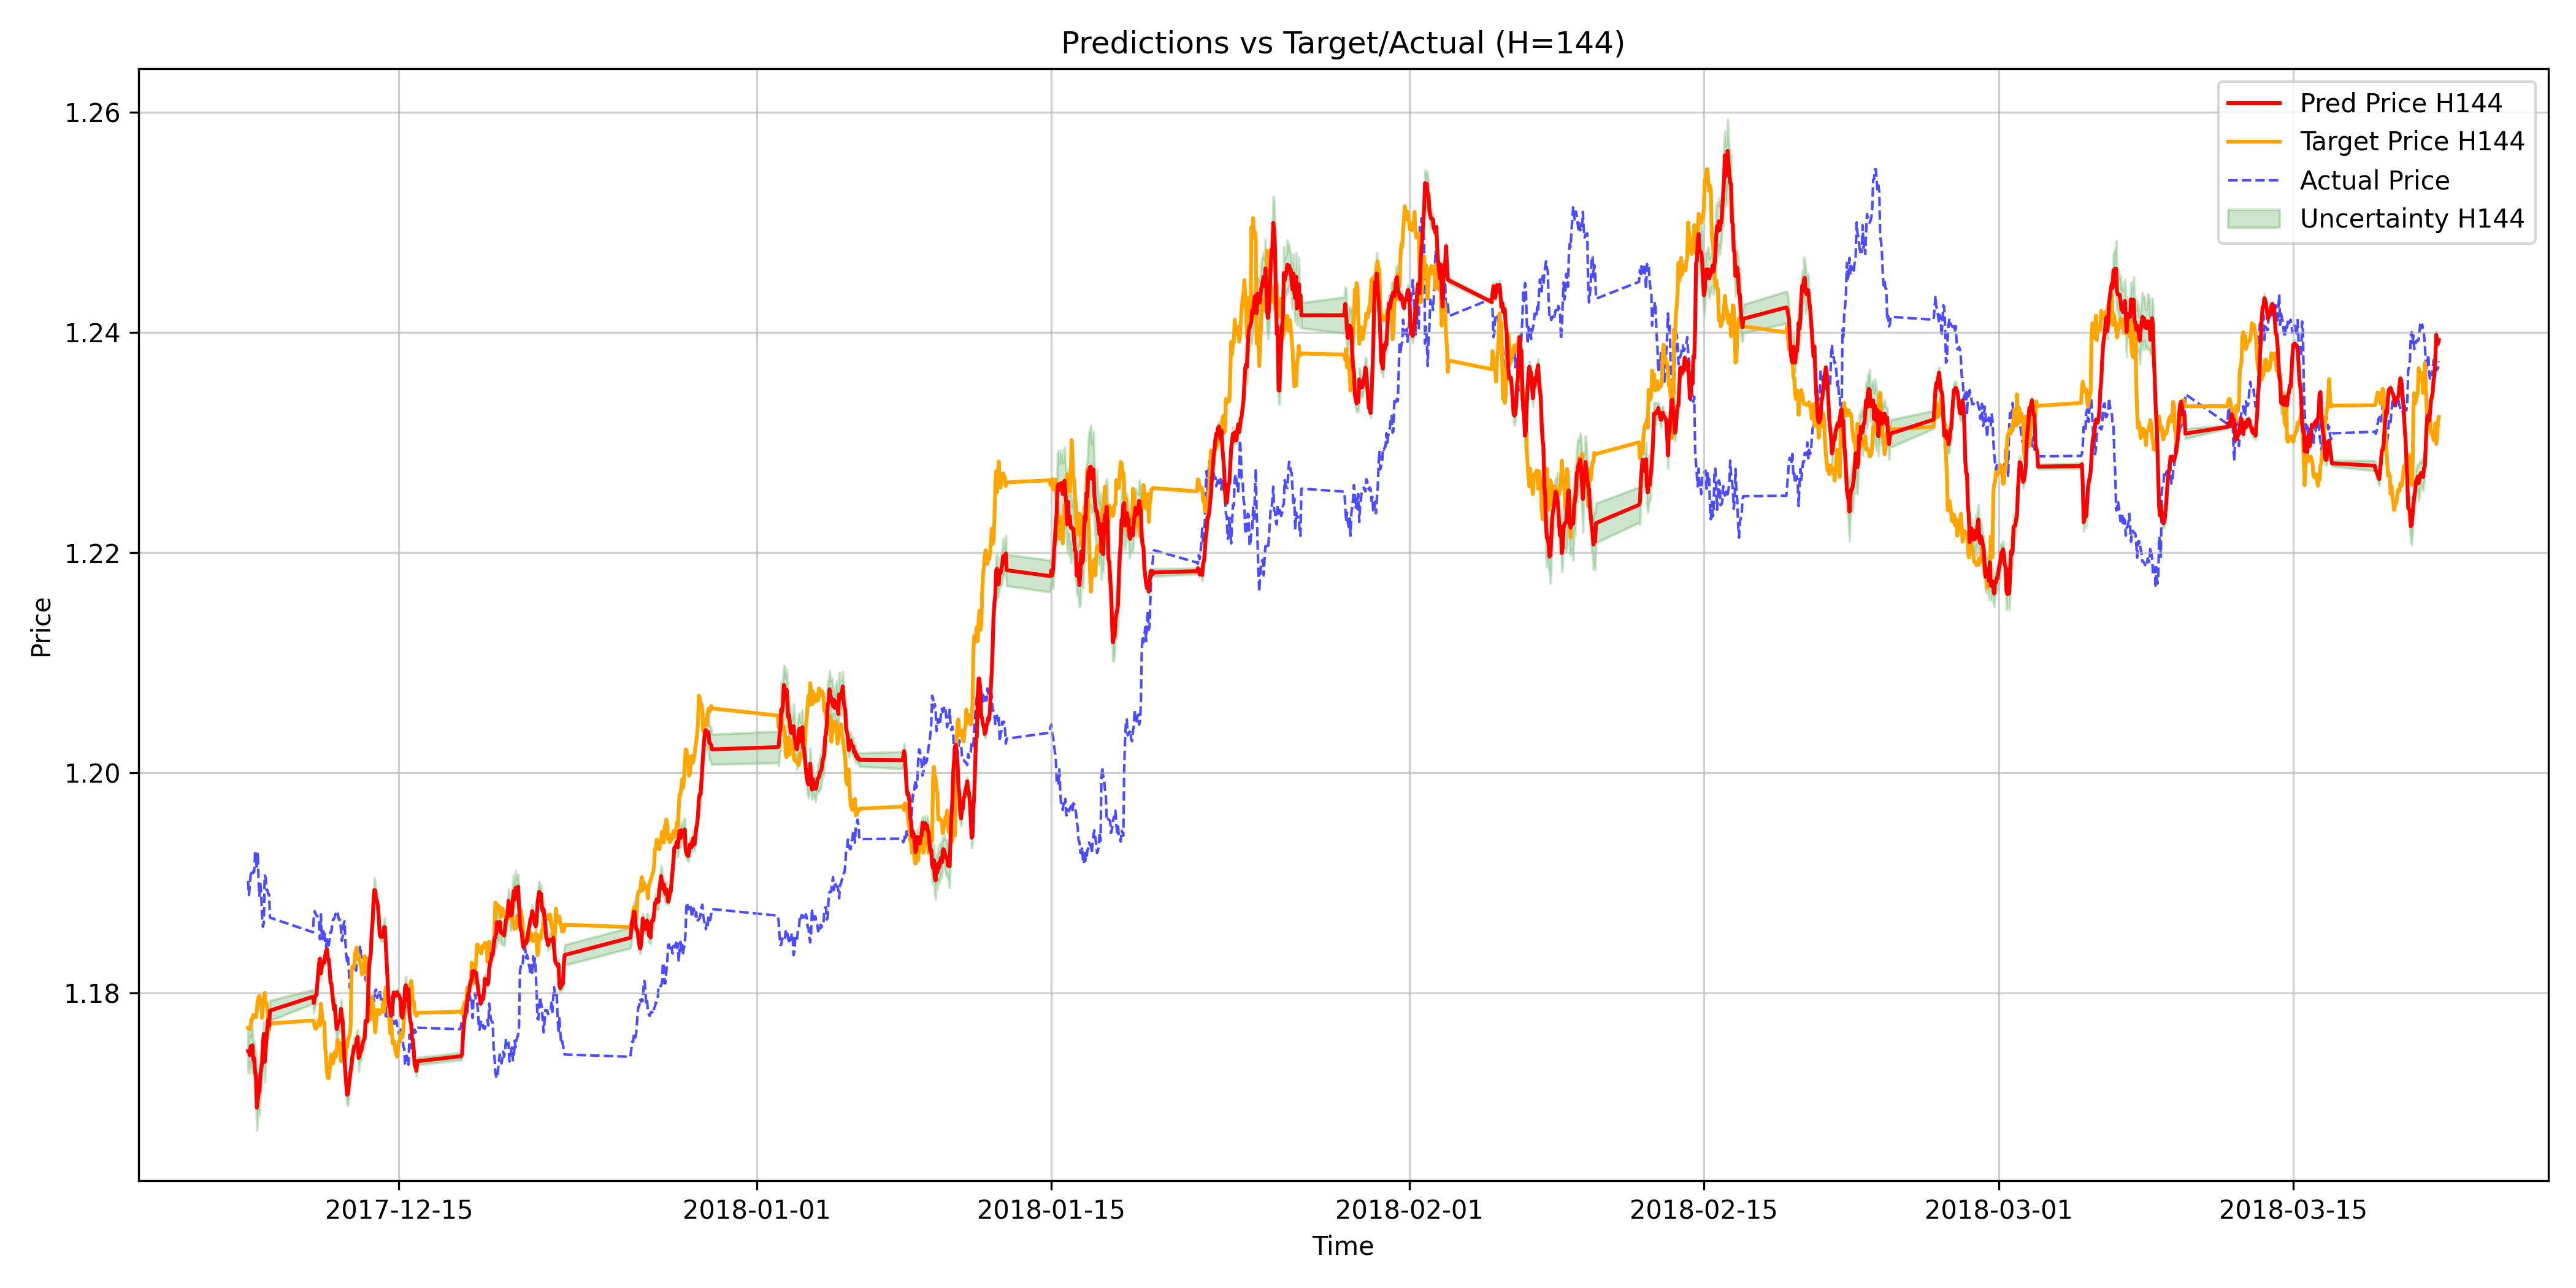 Predictions vs Target/Actual (H=144)
Pred Price H144
Target Price H144
Actual Price
Uncertainty H144
Price
1.26
1.24
1.22
1.20
1.18
2017-12-15
2018-01-01
2018-01-15
2018-02-01
2018-02-15
2018-03-01
2018-03-15
Time